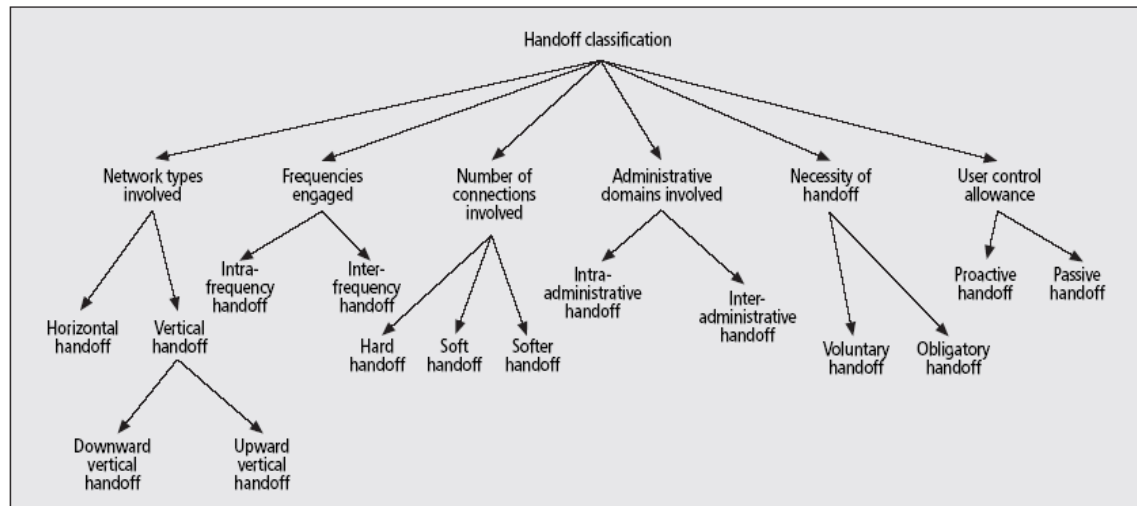 Handoff classification
Network types
involved
Frequencies
engaged
Number of
connections
involved
Administrative
domains involved
Necessity of
handoff
User control
allowance
Intra-
frequency
handoff
Inter-
frequency
handoff
Intra-
administrative
handoff
Inter-
administrative
handoff
Proactive
handoff
Passive
handoff
Horizontal
handoff
Vertical
handoff
Hard
handoff
Soft
handoff
Softer
handoff
Voluntary
handoff
Obligatory
handoff
Downward
vertical
handoff
Upward
vertical
handoff